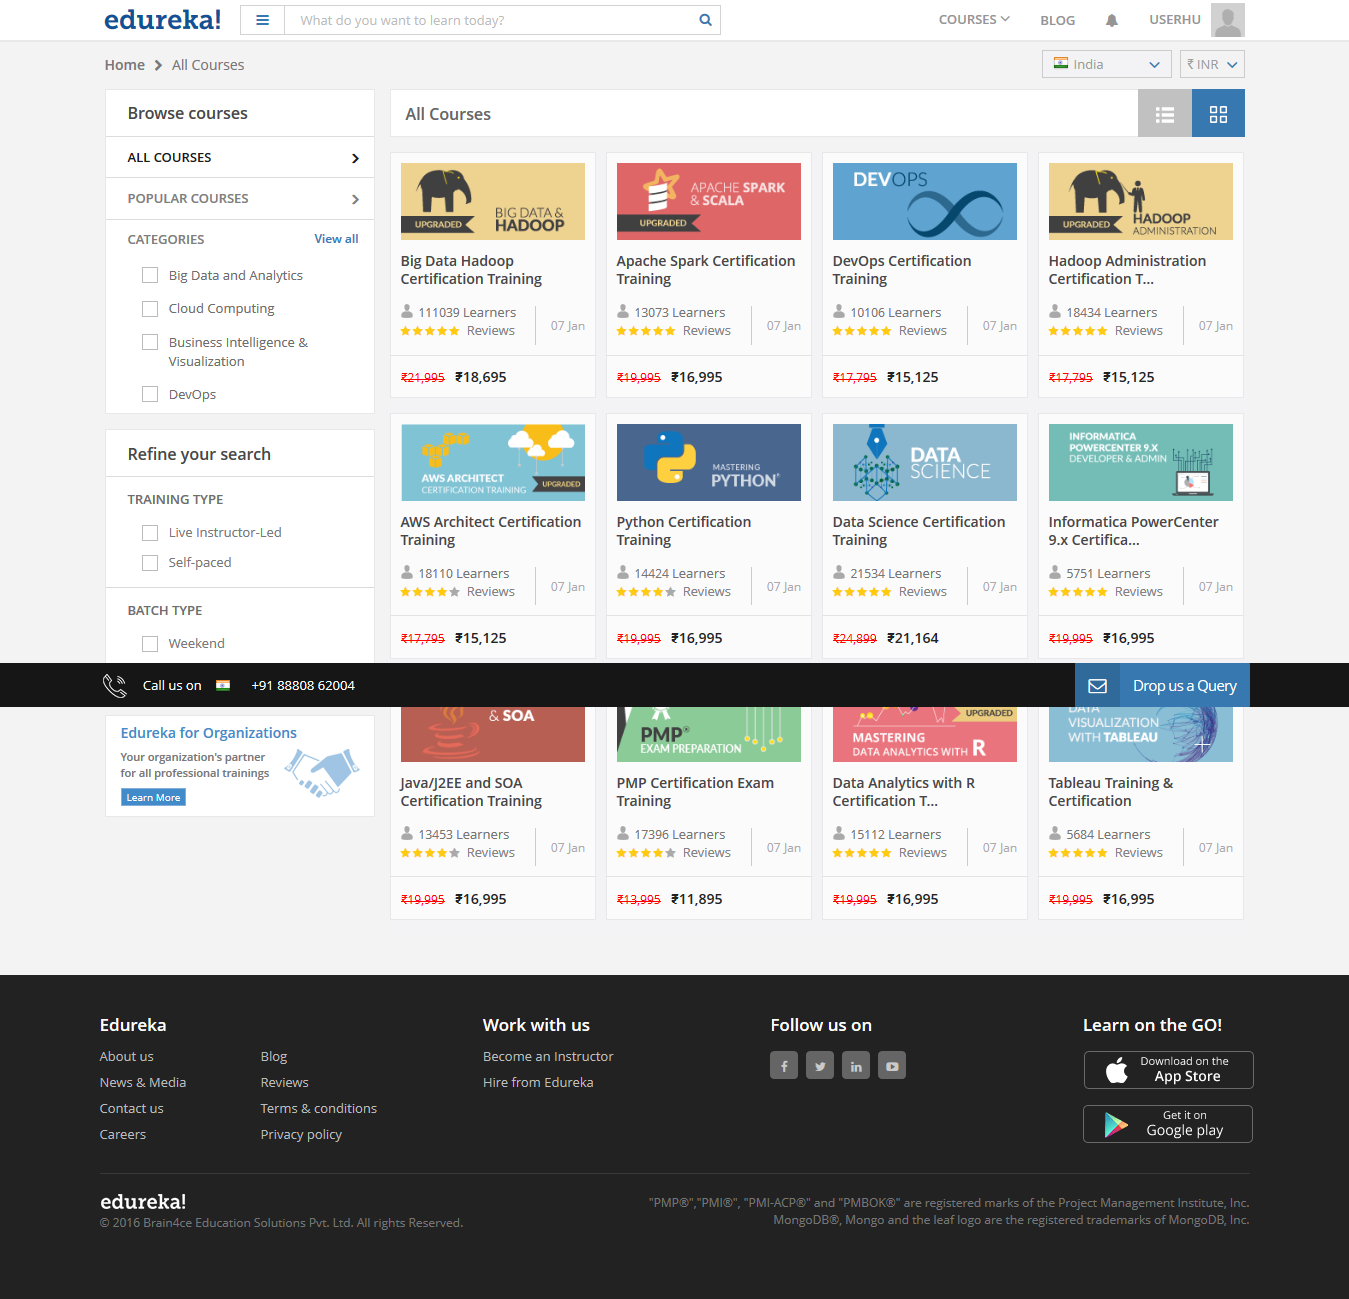 edureka!
What do you want to learn today?
COURSES
BLOG
USERHU
Home
All Courses
India
₹ INR
Browse courses
ALL COURSES
POPULAR COURSES
CATEGORIES
View all
Big Data and Analytics
Cloud Computing
Business Intelligence &
Visualization
DevOps
Refine your search
TRAINING TYPE
Live Instructor-Led
Self-paced
BATCH TYPE
Weekend
All Courses
BIG DATA &
HADOOP
UPGRADED
Big Data Hadoop
Certification Training
111039 Learners
Reviews
07 Jan
₹21,995 ₹18,695
APACHE SPARK
& SCALA
UPGRADED
Apache Spark Certification
Training
13073 Learners
Reviews
07 Jan
₹19,995 ₹16,995
DEVOPS
DevOps Certification
Training
10106 Learners
Reviews
07 Jan
₹17,795 ₹15,125
HADOOP
ADMINISTRATION
UPGRADED
Hadoop Administration
Certification T...
18434 Learners
Reviews
07 Jan
₹17,795 ₹15,125
AWS ARCHITECT
CERTIFICATION TRAINING
UPGRADED
AWS Architect Certification
Training
18110 Learners
Reviews
07 Jan
₹17,795 ₹15,125
MASTERING
PYTHON®
Python Certification
Training
14424 Learners
Reviews
07 Jan
₹19,995 ₹16,995
DATA
SCIENCE
Data Science Certification
Training
21534 Learners
Reviews
07 Jan
₹24,899 ₹21,164
INFORMATICA
POWERCENTER 9.X
DEVELOPER & ADMIN
Informatica PowerCenter
9.x Certifica...
5751 Learners
Reviews
07 Jan
₹19,995 ₹16,995
Call us on
+91 88808 62004
Drop us a Query
Edureka for Organizations
Your organization's partner
for all professional trainings
Learn More
& SOA
Java/J2EE and SOA
Certification Training
13453 Learners
Reviews
07 Jan
₹19,995 ₹16,995
PMP®
EXAM PREPARATION
PMP Certification Exam
Training
17396 Learners
Reviews
07 Jan
₹13,995 ₹11,895
UPGRADED
MASTERING
DATA ANALYTICS WITH R
Data Analytics with R
Certification T...
15112 Learners
Reviews
07 Jan
₹19,995 ₹16,995
DATA
VISUALIZATION
WITH TABLEAU
Tableau Training &
Certification
5684 Learners
Reviews
07 Jan
₹19,995 ₹16,995
Edureka
About us
News & Media
Contact us
Careers
Blog
Reviews
Terms & conditions
Privacy policy
Work with us
Become an Instructor
Hire from Edureka
Follow us on
Learn on the GO!
Download on the
App Store
Get it on
Google play
edureka!
© 2016 Brain4ce Education Solutions Pvt. Ltd. All rights Reserved.
"PMP®","PMI®", "PMI-ACP®" and "PMBOK®" are registered marks of the Project Management Institute, Inc.
MongoDB®, Mongo and the leaf logo are the registered trademarks of MongoDB, Inc.